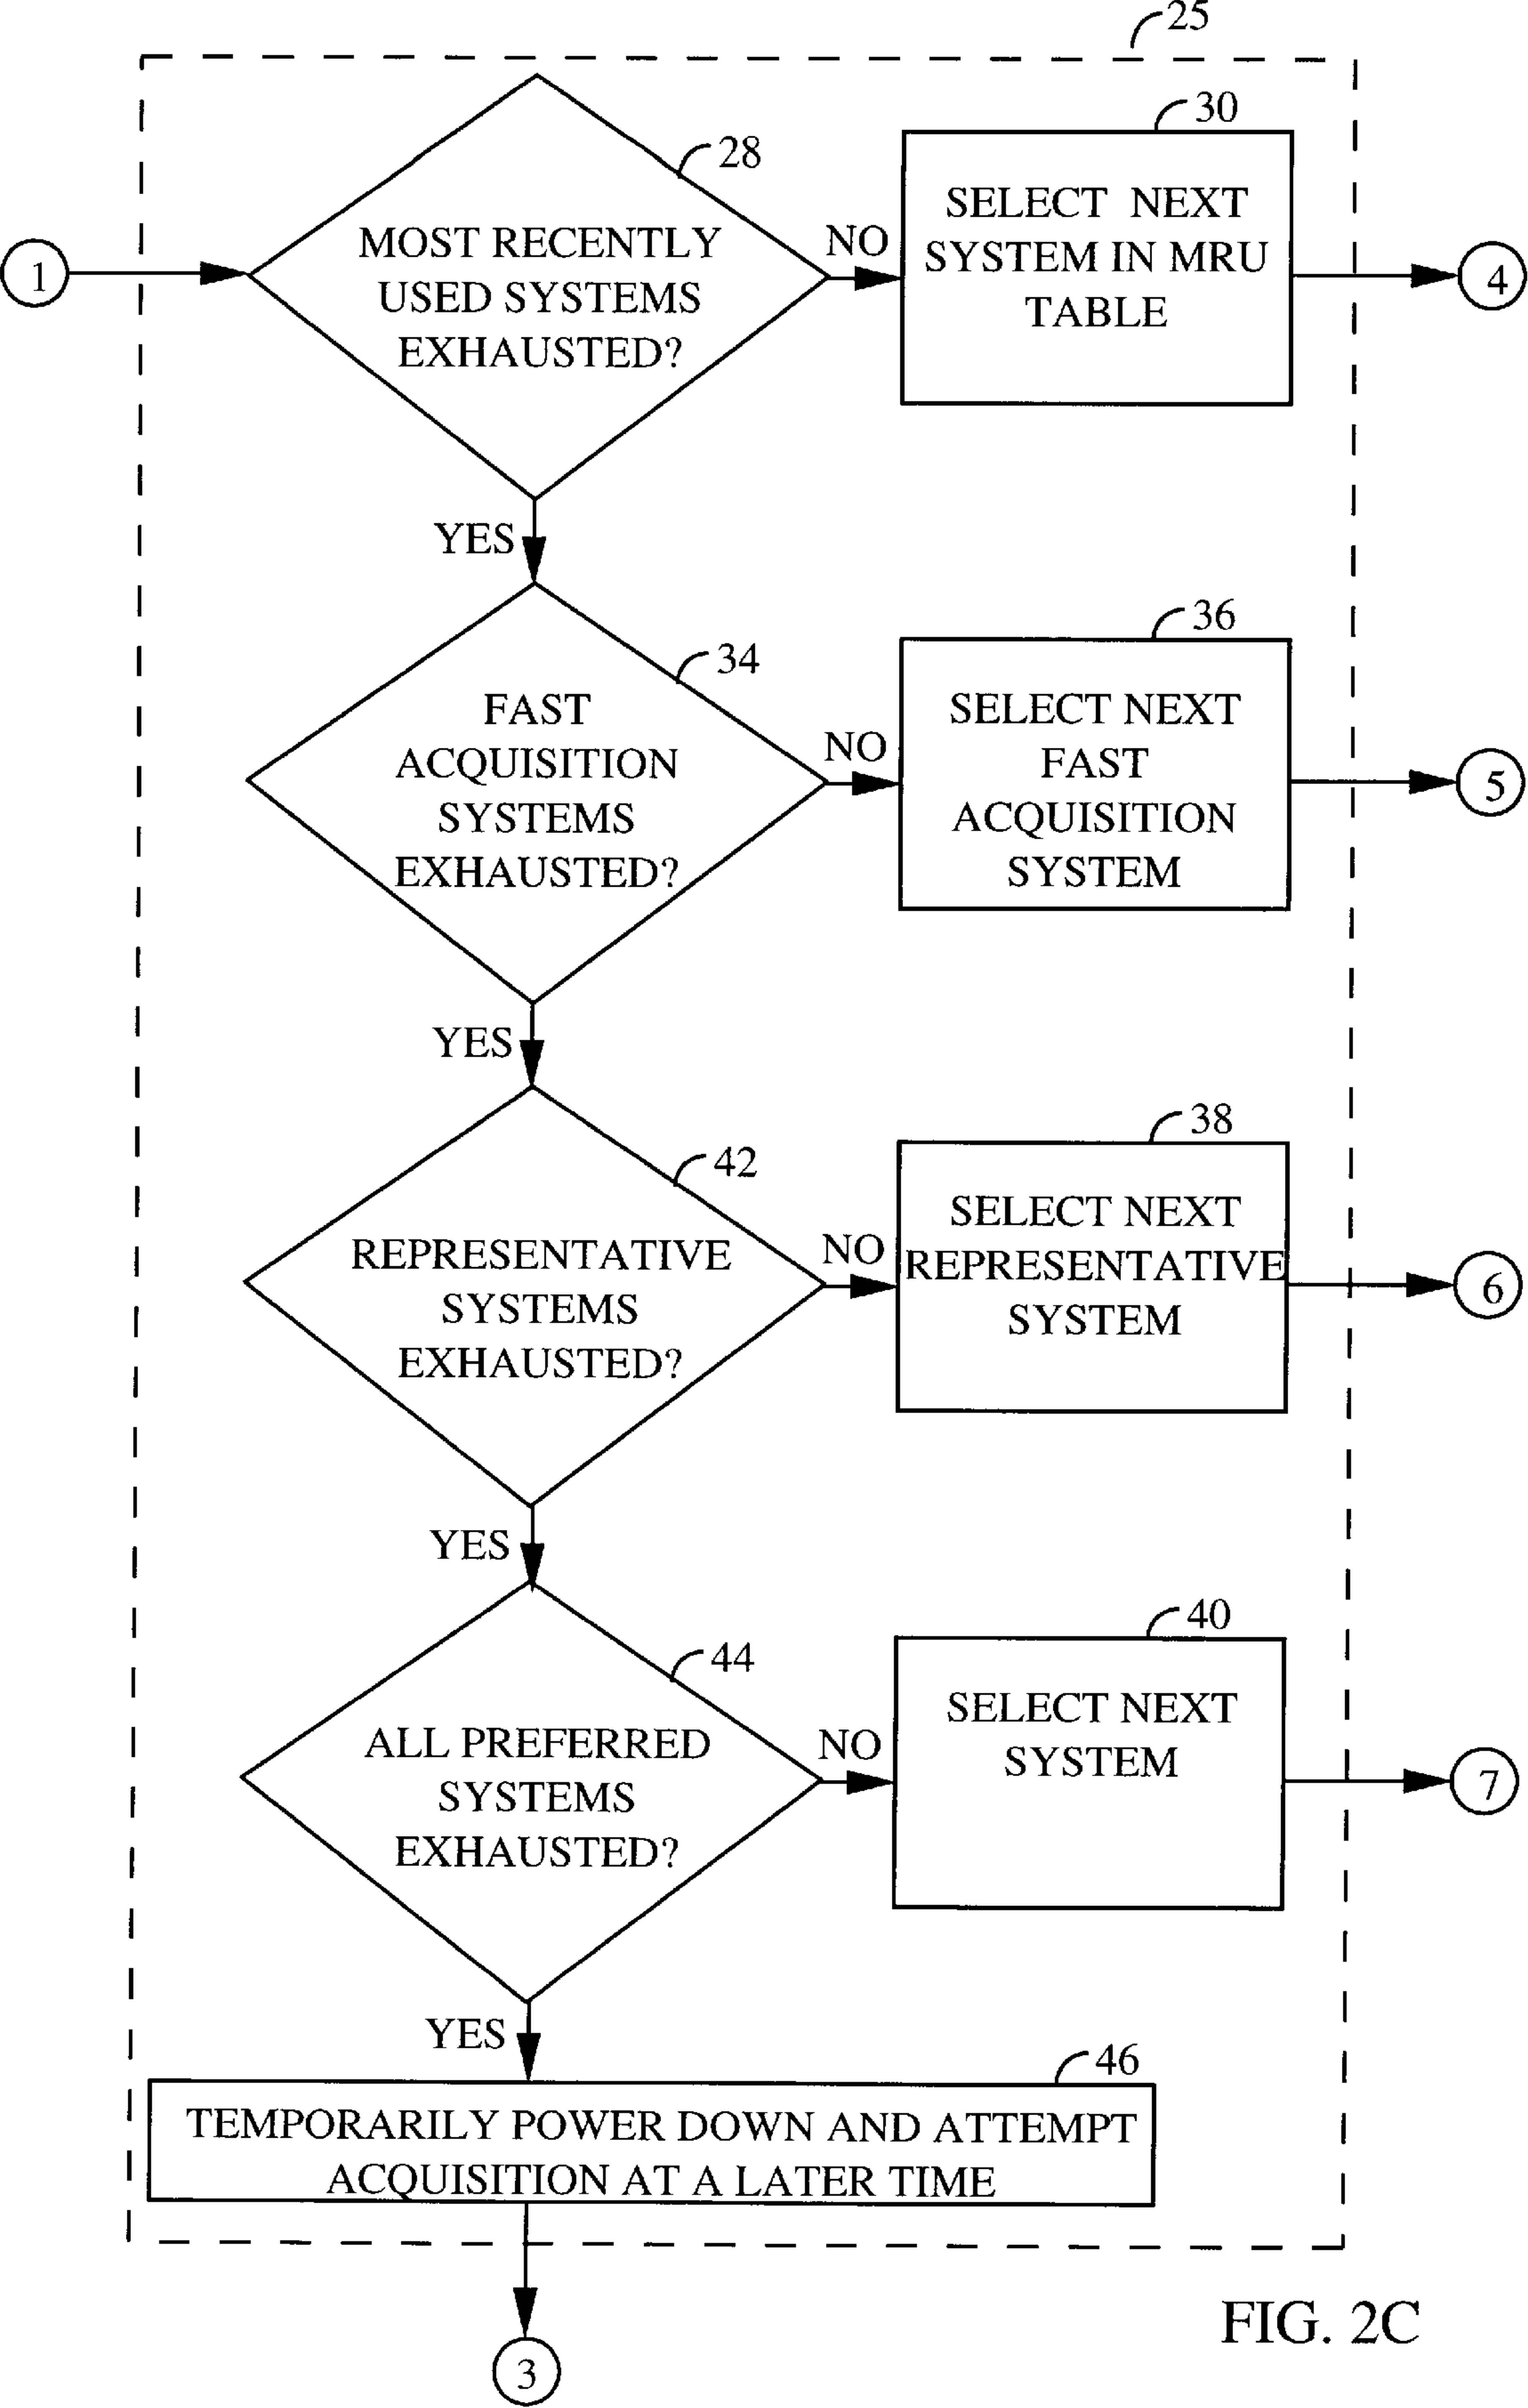 25
28
30
MOST RECENTLY
USED SYSTEMS
EXHAUSTED?
NO
SELECT NEXT
SYSTEM IN MRU
TABLE
1
4
YES
34
36
FAST
ACQUISITION
SYSTEMS
EXHAUSTED?
NO
SELECT NEXT
FAST
ACQUISITION
SYSTEM
5
YES
42
38
REPRESENTATIVE
SYSTEMS
EXHAUSTED?
NO
SELECT NEXT
REPRESENTATIVE
SYSTEM
6
YES
44
40
ALL PREFERRED
SYSTEMS
EXHAUSTED?
NO
SELECT NEXT
SYSTEM
7
YES
46
TEMPORARILY POWER DOWN AND ATTEMPT
ACQUISITION AT A LATER TIME
3
FIG. 2C